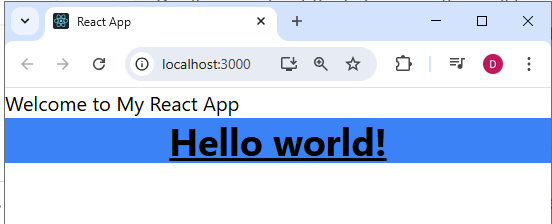 React App
localhost:3000
D
Welcome to My React App
Hello world!